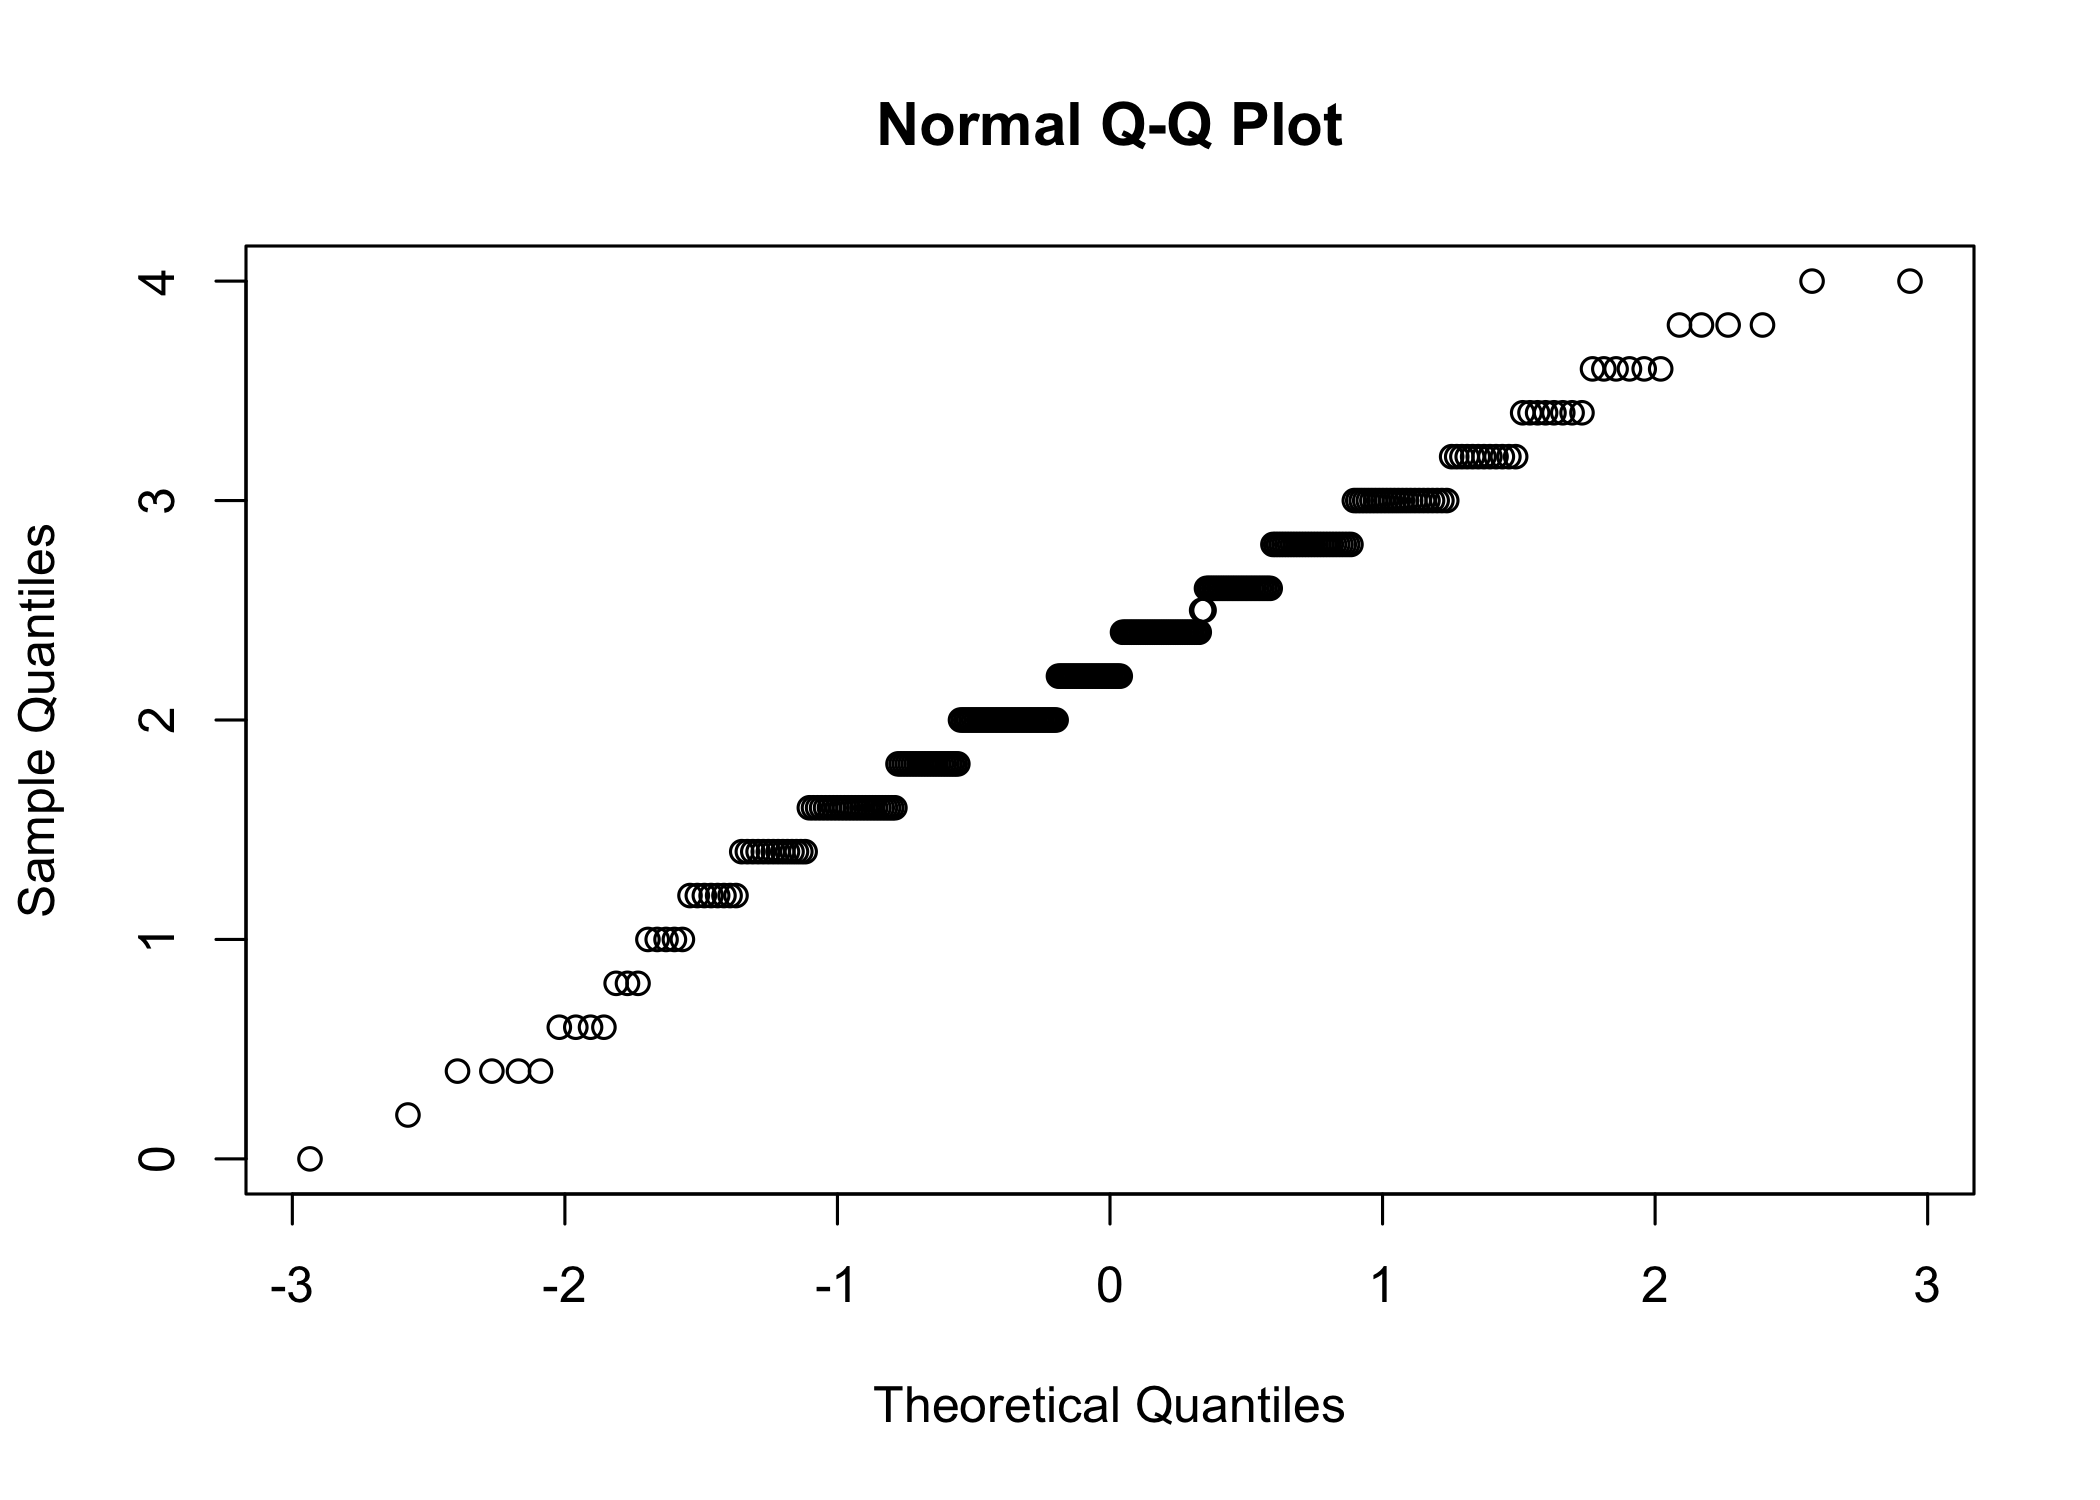 Normal Q-Q Plot
4
3
2
1
0
Sample Quantiles
-3 -2 -1 0 1 2 3
Theoretical Quantiles